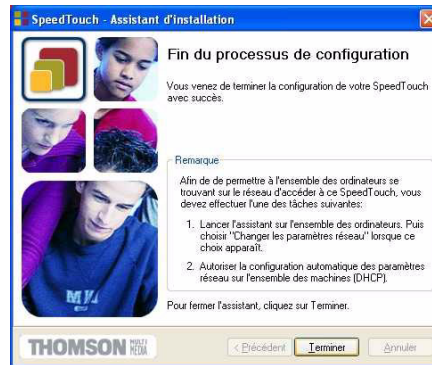 SpeedTouch - Assistant d'installation
Fin du processus de configuration
Vous venez de terminer la configuration de votre SpeedTouch
avec succès.
Remarque
Afin de de permettre à l'ensemble des ordinateurs se
trouvant sur le réseau d'accéder à ce SpeedTouch, vous
devez effectuer l'une des tâches suivantes:
1. Lancer l'assistant sur l'ensemble des ordinateurs. Puis
choisir "Changer les paramètres réseau" lorsque ce
choix apparaît.
2. Autoriser la configuration automatique des paramètres
réseau sur l'ensemble des machines (DHCP).
Pour fermer l'assistant, cliquez sur Terminer.
THOMSON MULTI MEDIA
< Précédent Terminer Annuler